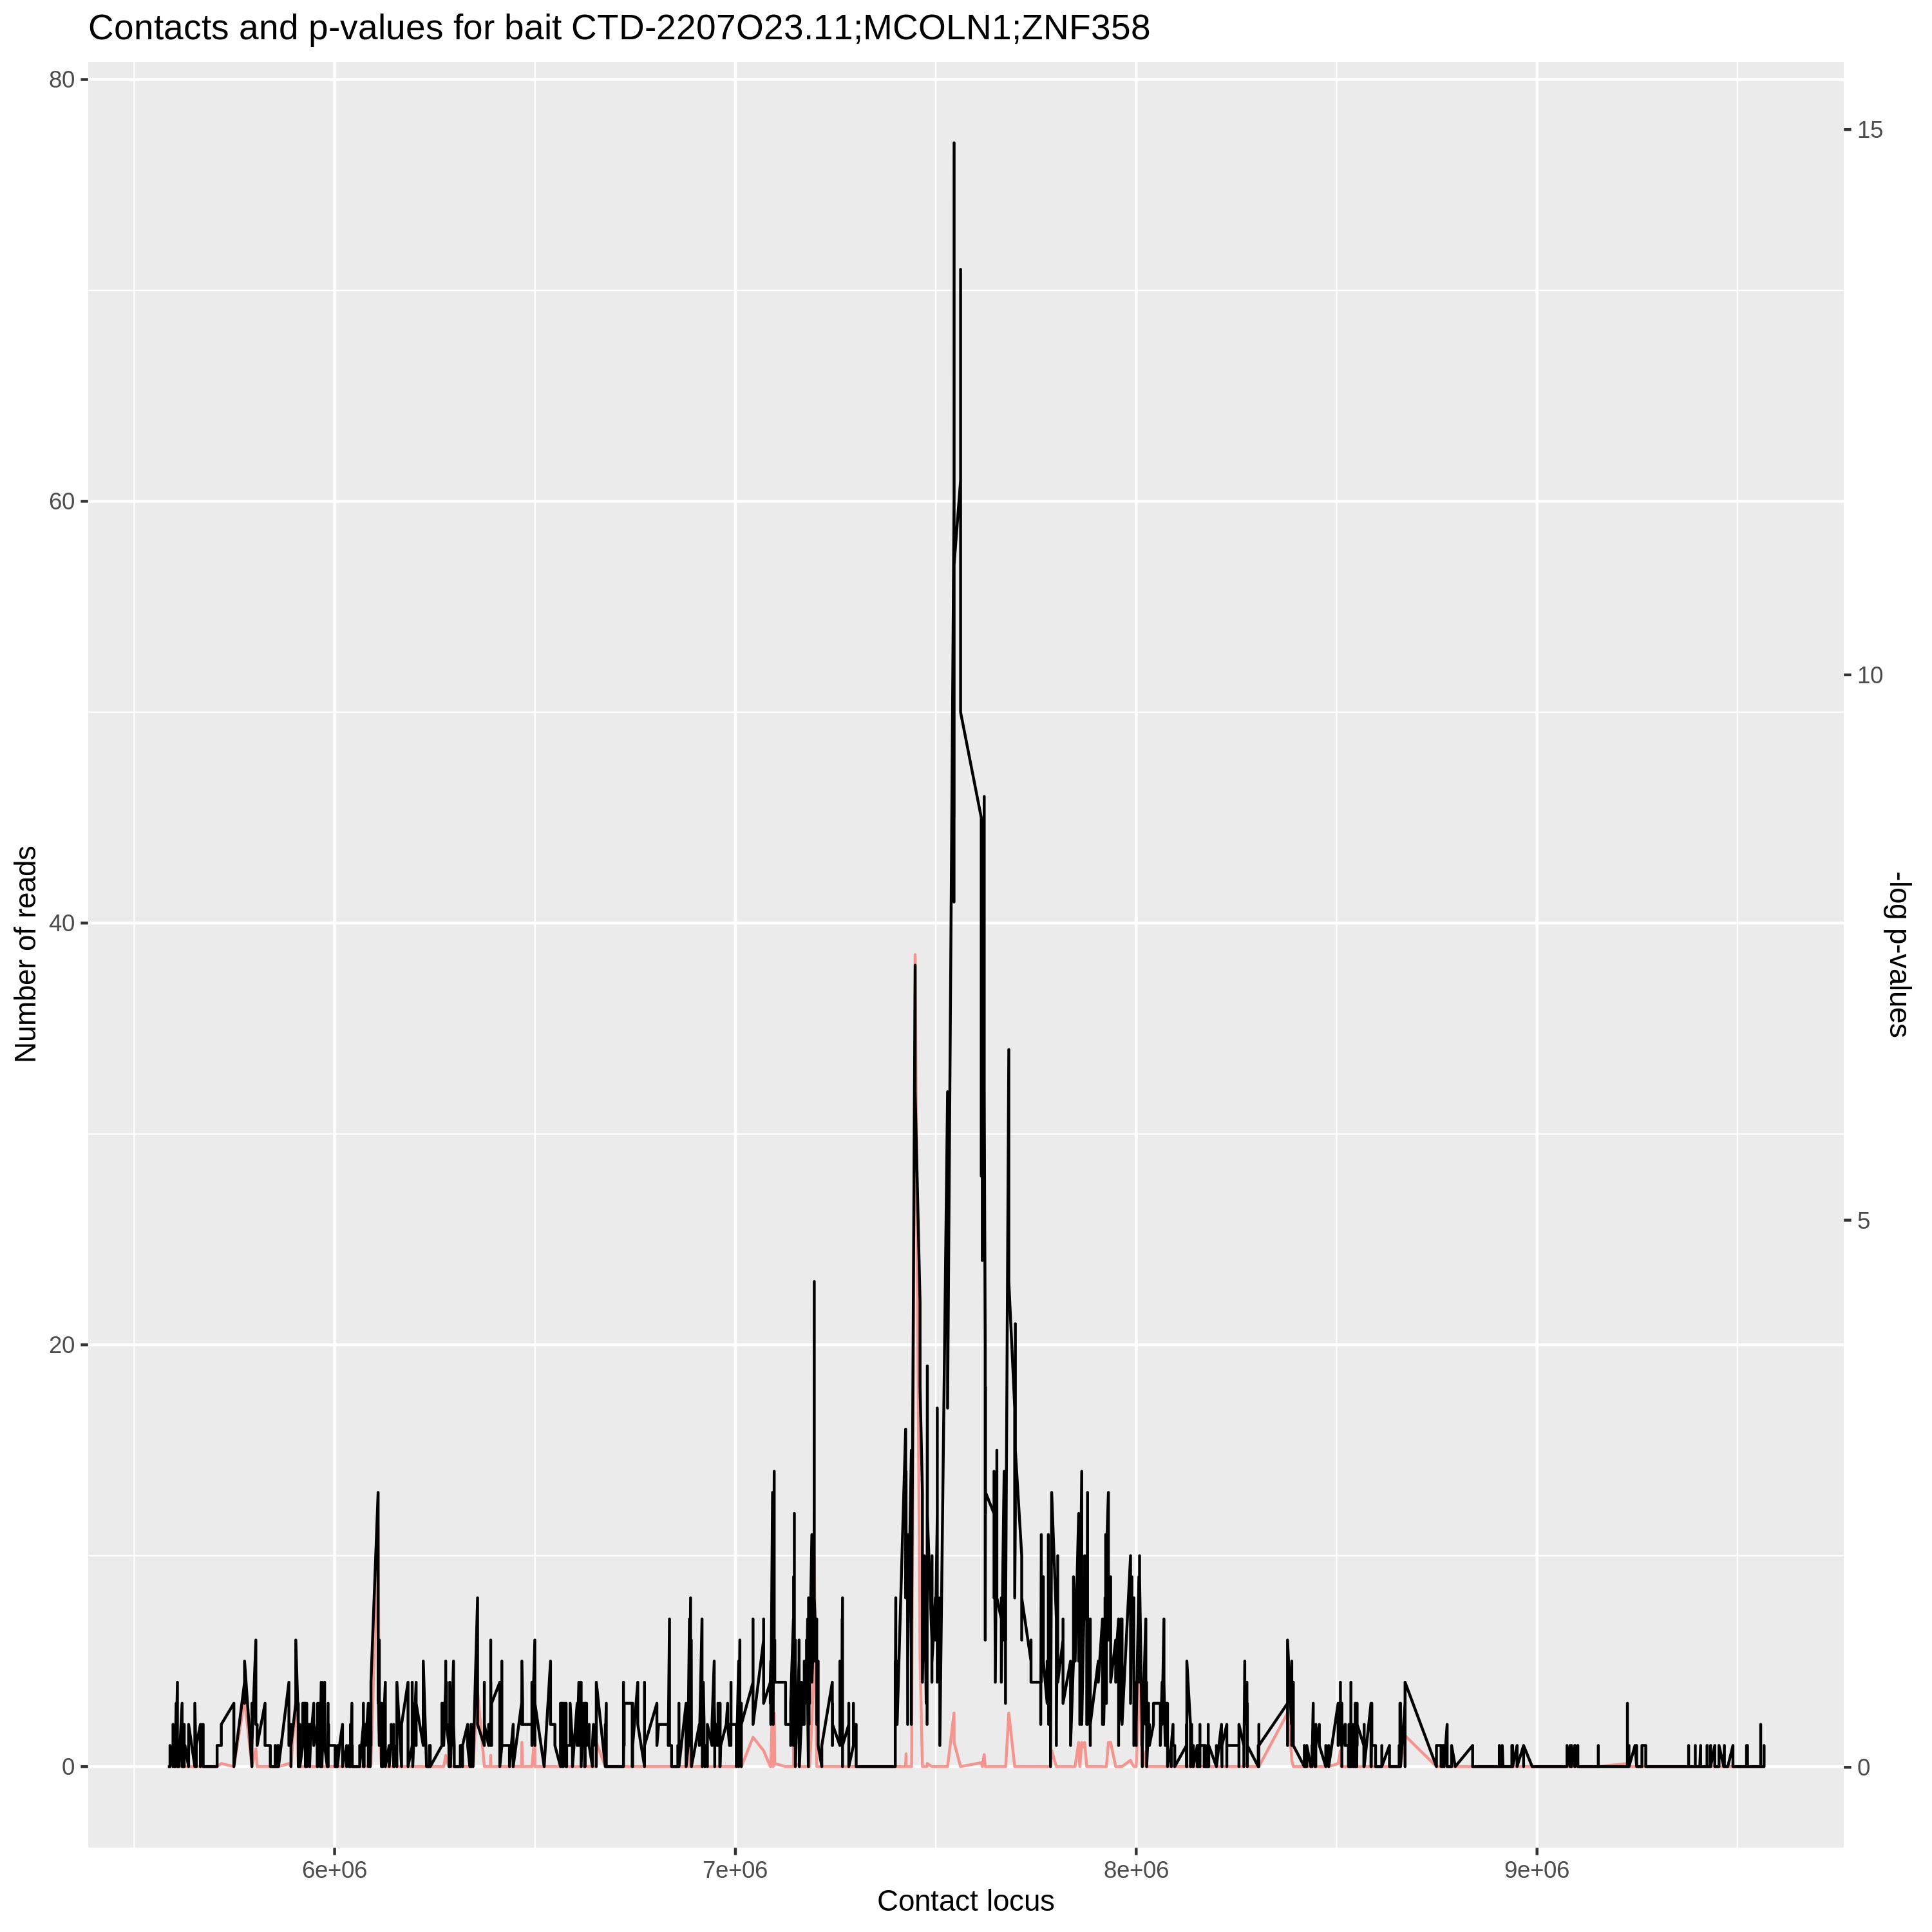 Contacts and p-values for bait CTD-2207O23.11;MCOLN1;ZNF358
80
60
40
20
0
Number of reads
15
10
5
0
-log p-values
6e+06
7e+06
8e+06
9e+06
Contact locus